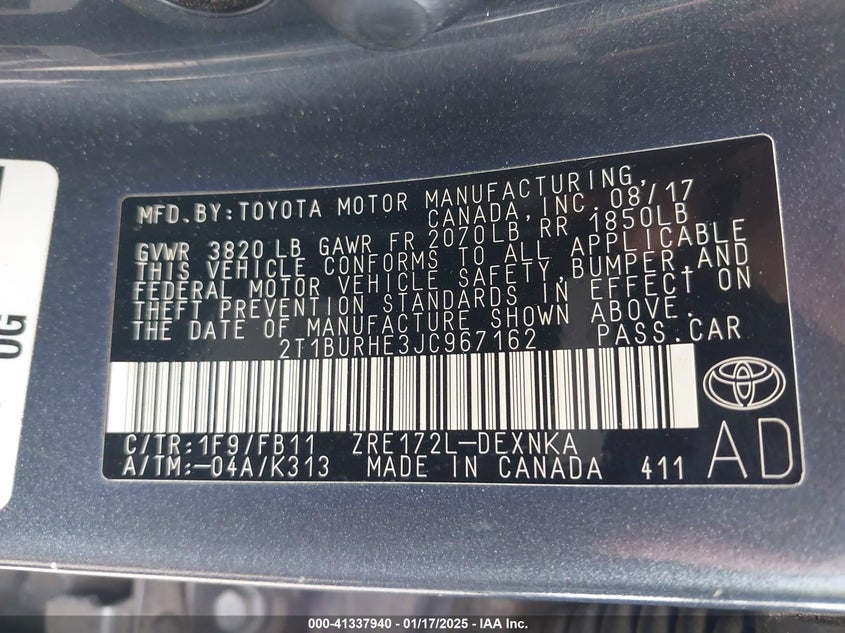 MFD.BY:TOYOTA MOTOR MANUFACTURING,
CANADA,INC. 08/17
GVWR 3820 LB GAWR FR 2070LB RR 1850LB
THIS VEHICLE CONFORMS TO ALL APPLICABLE
FEDERAL MOTOR VEHICLE SAFETY,BUMPER,AND
THEFT PREVENTION STANDARDS IN EFFECT ON
THE DATE OF MANUFACTURE SHOWN ABOVE.
2T1BURHE3JC967162 PASS.CAR
C/TR:1F9/FB11 ZRE172L-DEXNKA
A/TM:-04A/K313 MADE IN CANADA 411
AD
OG
000-41337940 - 01/17/2025 - IAA Inc.